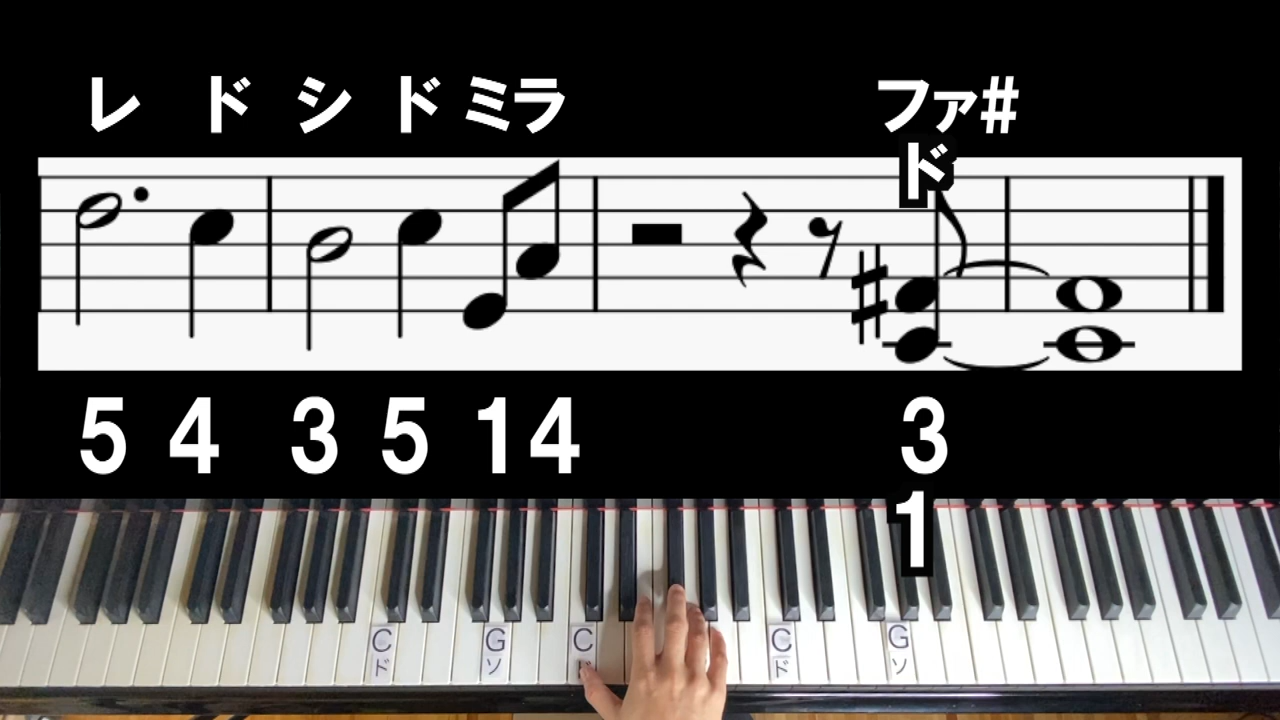 レ ド シ ド ミラ ファ#
ド
5 4 3 5 14 3
1
C G C C G
ド ソ ド ド ソ